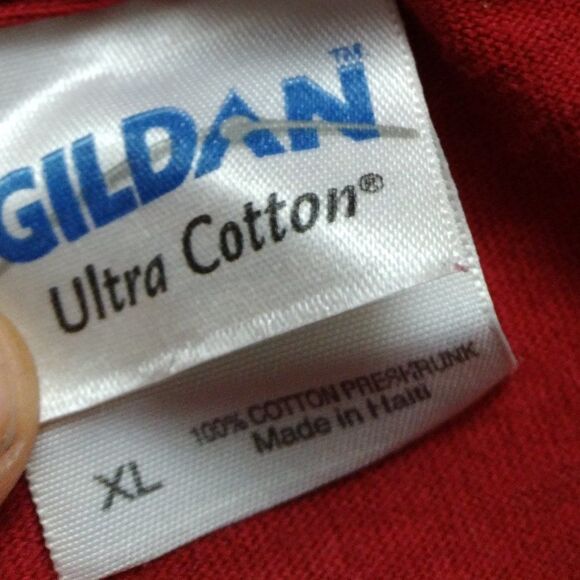 GILDAN™
Ultra Cotton®
100% COTTON PRESHRUNK
Made in Haiti
XL